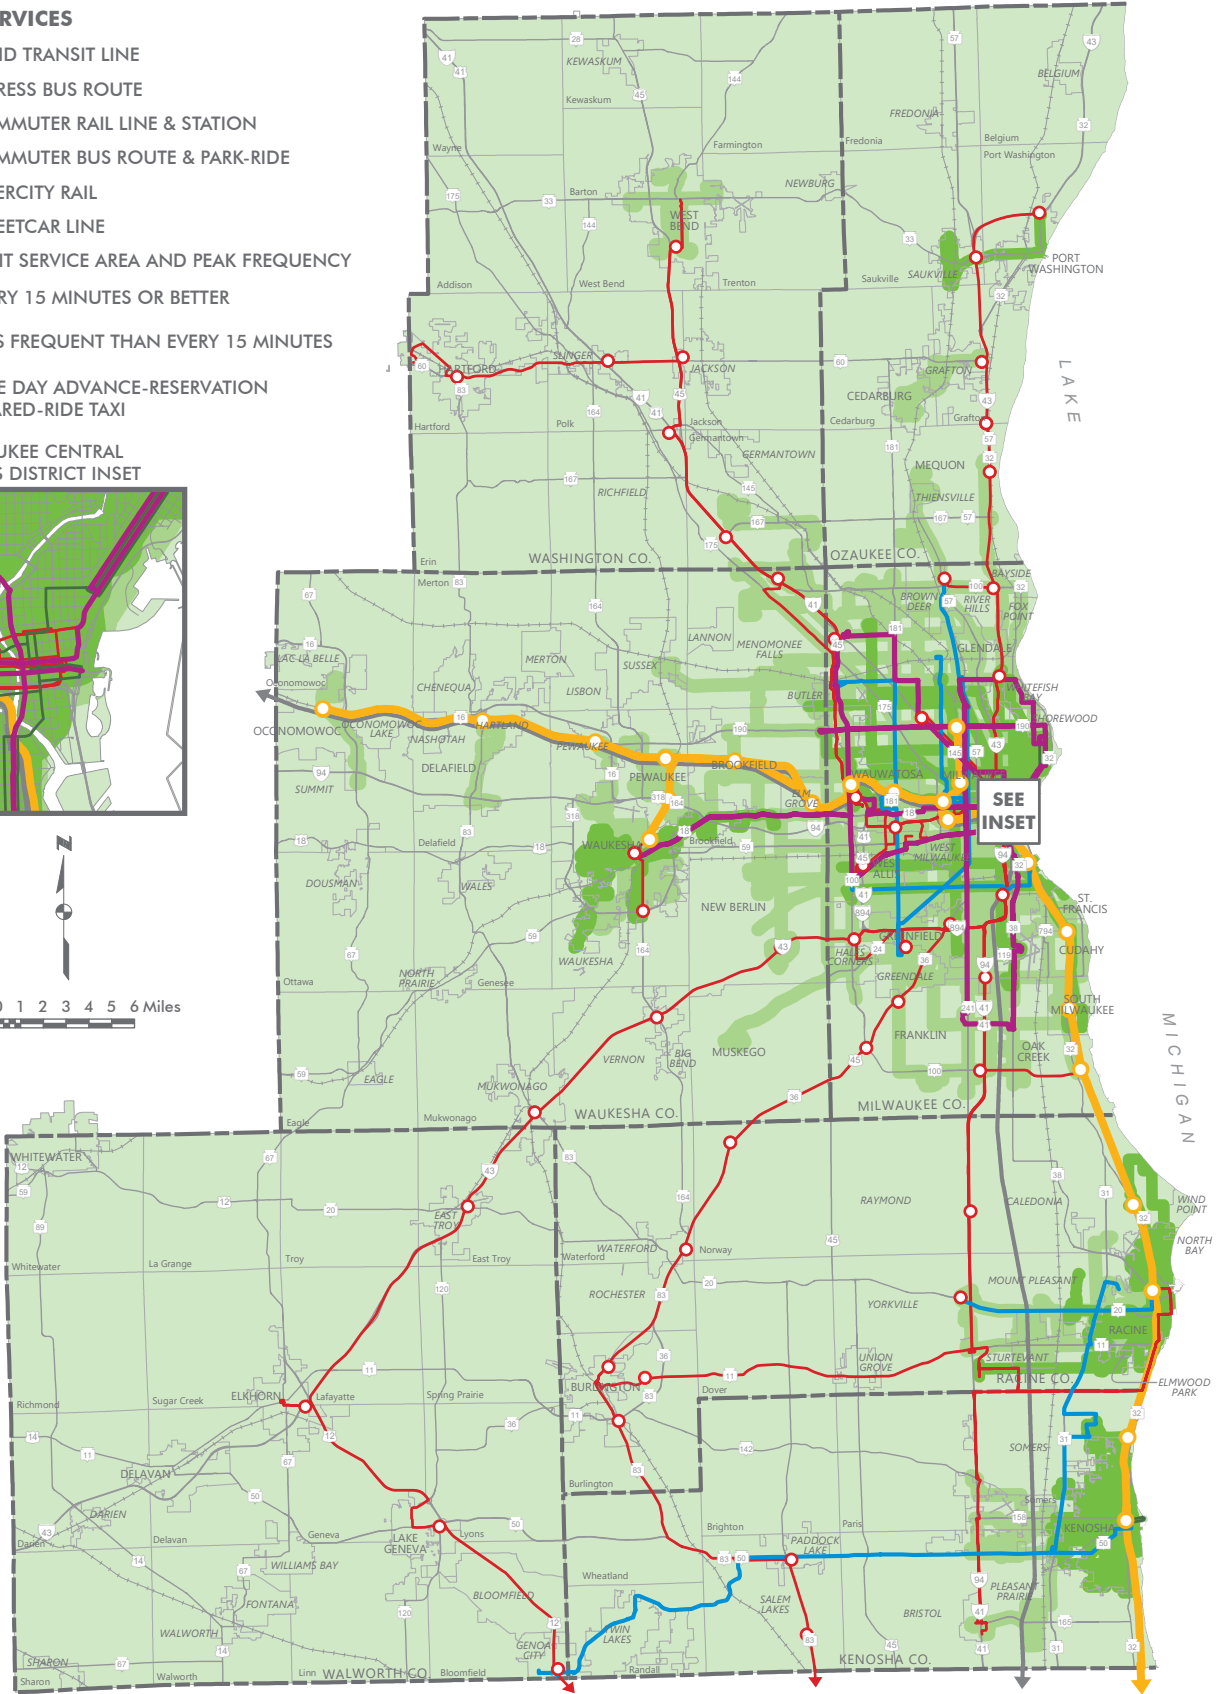 RVICES
ID TRANSIT LINE
RESS BUS ROUTE
MMUTER RAIL LINE & STATION
MMUTER BUS ROUTE & PARK-RIDE
ERCITY RAIL
EETCAR LINE
IT SERVICE AREA AND PEAK FREQUENCY
RY 15 MINUTES OR BETTER
S FREQUENT THAN EVERY 15 MINUTES
E DAY ADVANCE-RESERVATION
ARED-RIDE TAXI
UKEE CENTRAL
S DISTRICT INSET
0 1 2 3 4 5 6 Miles
KEWASKUM
Kewaskum
Wayne
Farmington
Barton
NEWBURG
WEST
BEND
Addison
West Bend
Trenton
FREDONIA
Fredonia
BELGIUM
Belgium
Port Washington
PORT
WASHINGTON
SAUKVILLE
Saukville
SLINGER
HARTFORD
JACKSON
Hartford
Polk
Jackson
Germantown
GERMANTOWN
RICHFIELD
Erin
WASHINGTON CO.
GRAFTON
CEDARBURG
Cedarburg
Grafton
MEQUON
THIENSVILLE
OZAUKEE CO.
LAKE
MICHIGAN
Merton
LAC LA BELLE
Oconomowoc
OCONOMOWOC
OCONOMOWOC
LAKE
CHENEQUA
MERTON
LISBON
SUSSEX
LANNON
MENOMONEE
FALLS
BUTLER
NASHOTAH
HARTLAND
PEWAUKEE
PEWAUKEE
DELAFIELD
BROOKFIELD
ELM
GROVE
SUMMIT
Delafield
WAUKESHA
Brookfield
DOUSMAN
WALES
NEW BERLIN
WAUKESHA
Ottawa
NORTH
PRAIRIE
Genesee
VERNON
BIG
BEND
MUSKEGO
EAGLE
Eagle
MUKWONAGO
Mukwonago
WAUKESHA CO.
BAYSIDE
BROWN
DEER
RIVER
HILLS
FOX
POINT
GLENDALE
WHITEFISH
BAY
SHOREWOOD
WAUWATOSA
SEE
INSET
WEST
MILWAUKEE
WEST
ALLIS
ST.
FRANCIS
CUDAHY
GREENFIELD
HALES
CORNERS
GREENDALE
SOUTH
MILWAUKEE
FRANKLIN
OAK
CREEK
MILWAUKEE CO.
WHITEWATER
Whitewater
La Grange
Troy
EAST
TROY
East Troy
ELKHORN
Lafayette
Sugar Creek
Richmond
Spring Prairie
DELAVAN
DARIEN
Darien
Delavan
Geneva
WILLIAMS BAY
LAKE
GENEVA
Lyons
FONTANA
WALWORTH
BLOOMFIELD
GENOA
CITY
SHARON
Sharon
Walworth
Linn
WALWORTH CO.
Bloomfield
WATERFORD
Waterford
Norway
ROCHESTER
RAYMOND
CALEDONIA
WIND
POINT
NORTH
BAY
MOUNT PLEASANT
YORKVILLE
RACINE
UNION
GROVE
STURTEVANT
RACINE CO.
ELMWOOD
PARK
BURLINGTON
Dover
Burlington
SOMERS
Somers
KENOSHA
Brighton
Paris
PADDOCK
LAKE
Wheatland
SALEM
LAKES
BRISTOL
PLEASANT
PRAIRIE
TWIN
LAKES
Randall
KENOSHA CO.